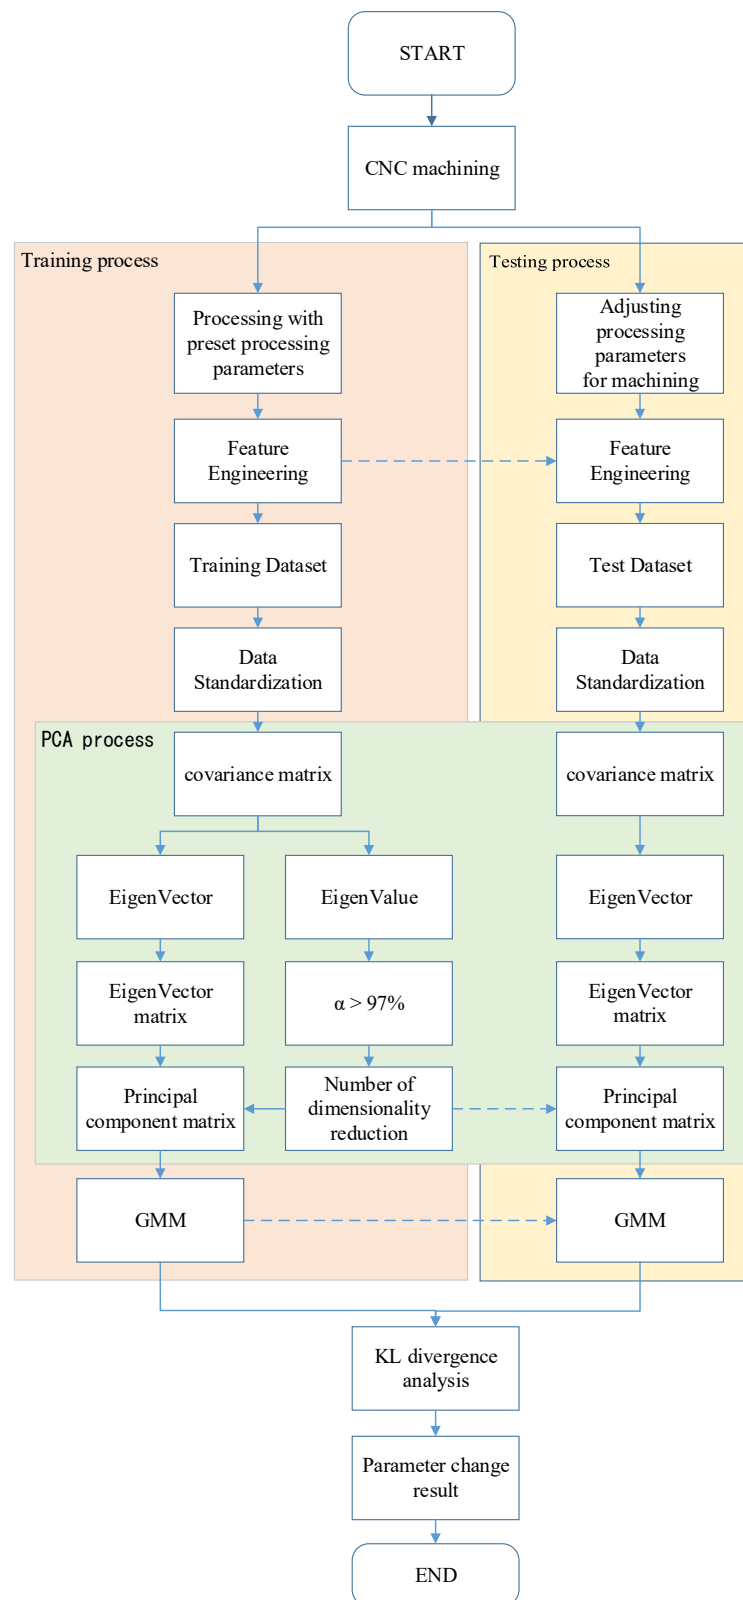 START
CNC machining
Training process
Testing process
Processing with
preset processing
parameters
Adjusting
processing
parameters
for machining
Feature
Engineering
Feature
Engineering
Training Dataset
Test Dataset
Data
Standardization
Data
Standardization
PCA process
covariance matrix
covariance matrix
EigenVector
EigenValue
EigenVector
EigenVector
matrix
α > 97%
EigenVector
matrix
Principal
component matrix
Number of
dimensionality
reduction
Principal
component matrix
GMM
GMM
KL divergence
analysis
Parameter change
result
END